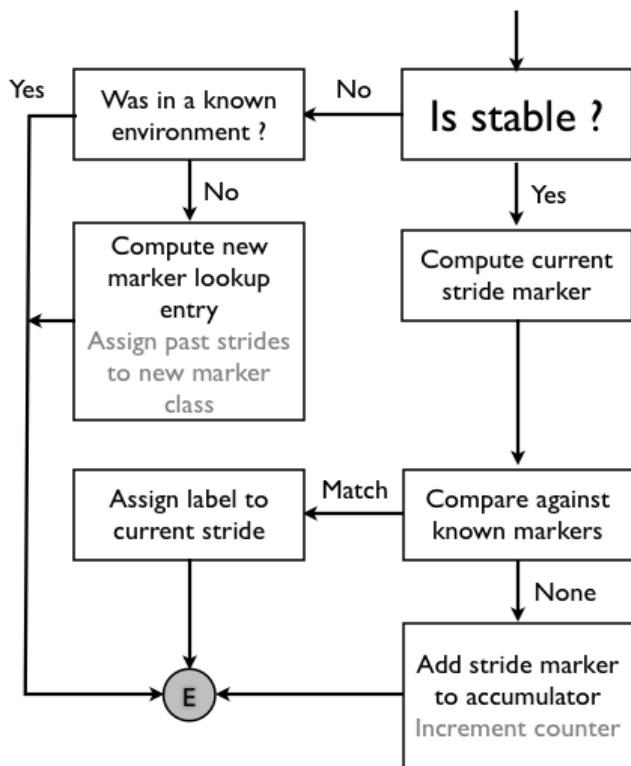 Yes
Was in a known
environment ?
No
Is stable ?
No
Yes
Compute new
marker lookup
entry
Assign past strides
to new marker
class
Compute current
stride marker
Assign label to
current stride
Match
Compare against
known markers
None
E
Add stride marker
to accumulator
Increment counter